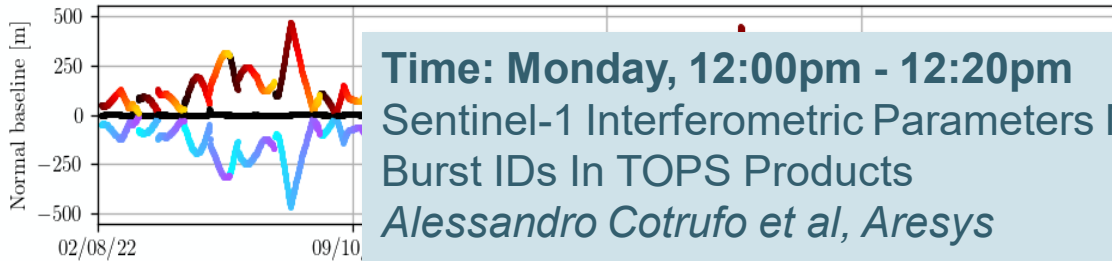 500
250
0
−250
−500
Normal baseline [m]
02/08/22
09/10
Time: Monday, 12:00pm - 12:20pm
Sentinel-1 Interferometric Parameters
Burst IDs In TOPS Products
Alessandro Cotrufo et al, Aresys